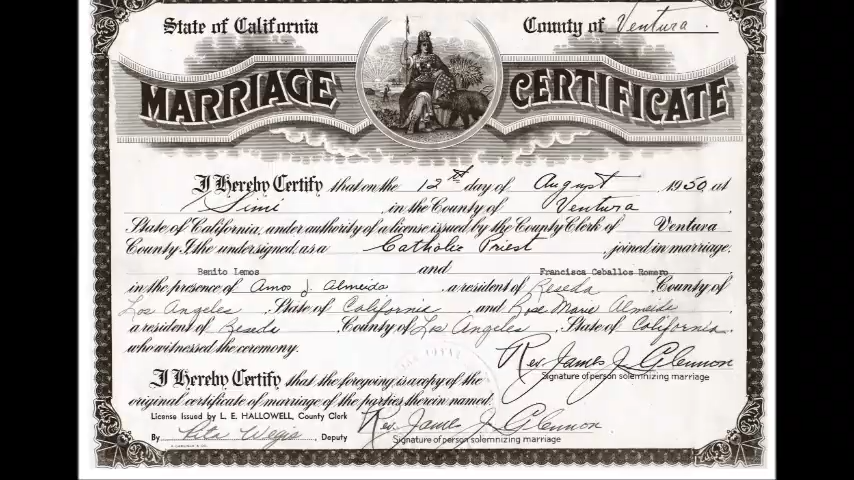 State of California County of Ventura.
MARRIAGE CERTIFICATE
I Hereby Certify that on the 12th day of August, 1950, at
Simi, in the County of Ventura,
State of California, under authority of a license issued by the County Clerk of Ventura
County I, the undersigned, as a Catholic Priest, joined in marriage.
Benito Lemos and Francisca Ceballos Romero
in the presence of Amos J. Almeida a resident of Reseda, County of
Los Angeles, State of California, and Rose Marie Almeida
a resident of Reseda County of Los Angeles, State of California,
who witnessed the ceremony.
Rev. James J. Glennon
Signature of person solemnizing marriage
I Hereby Certify that the foregoing is a copy of the
original certificate of marriage of the parties therein named.
License Issued by L. E. HALLOWELL, County Clerk
By Rita Wegis, Deputy
Rev. James J. Glennon
Signature of person solemnizing marriage